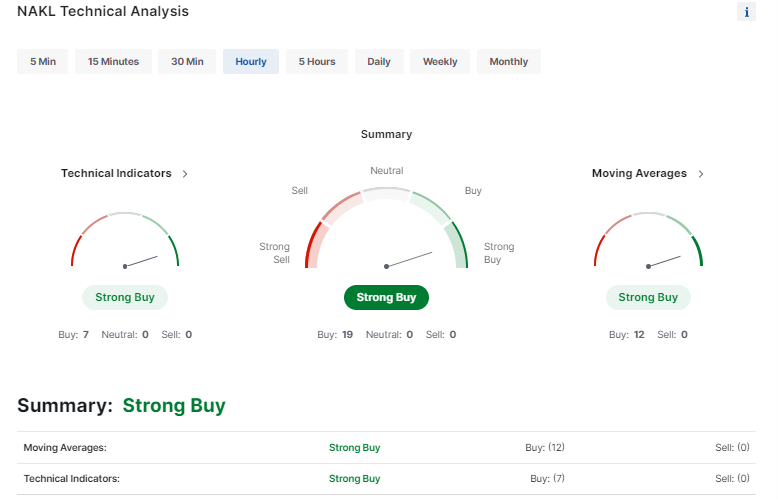 NAKL Technical Analysis
i
5 Min 15 Minutes 30 Min Hourly 5 Hours Daily Weekly Monthly
Summary
Technical Indicators
Neutral
Moving Averages
Sell
Buy
Strong
Sell
Strong
Buy
Strong Buy
Strong Buy
Strong Buy
Buy: 7 Neutral: 0 Sell: 0
Buy: 19 Neutral: 0 Sell: 0
Buy: 12 Sell: 0
Summary: Strong Buy
Moving Averages: Strong Buy Buy: (12) Sell: (0)
Technical Indicators: Strong Buy Buy: (7) Sell: (0)